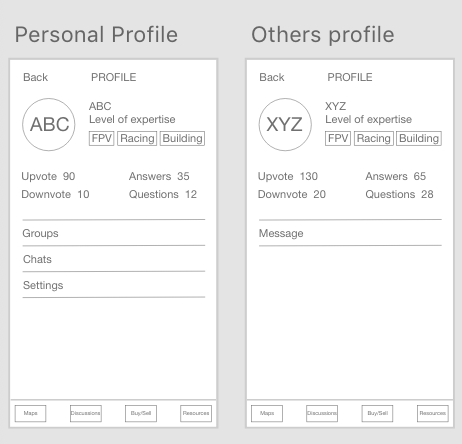 Personal Profile
Back PROFILE
ABC
ABC
Level of expertise
FPV Racing Building
Upvote 90 Answers 35
Downvote 10 Questions 12
Groups
Chats
Settings
Maps Discussions Buy/Sell Resources
Others profile
Back PROFILE
XYZ
XYZ
Level of expertise
FPV Racing Building
Upvote 130 Answers 65
Downvote 20 Questions 28
Message
Maps Discussions Buy/Sell Resources